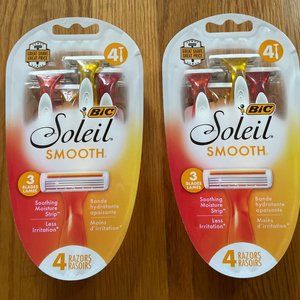 4
BIC
Soleil
SMOOTH
3
BLADES
LAMES
Soothing
Moisture
Strip
Less
Irritation*
Bande
hydratante
apaisante
Moins
d'irritation*
4 RAZORS
RASOIRS
4
BIC
Soleil
SMOOTH
3
BLADES
LAMES
Soothing
Moisture
Strip
Less
Irritation*
Bande
hydratante
apaisante
Moins
d'irritation*
4 RAZORS
RASOIRS